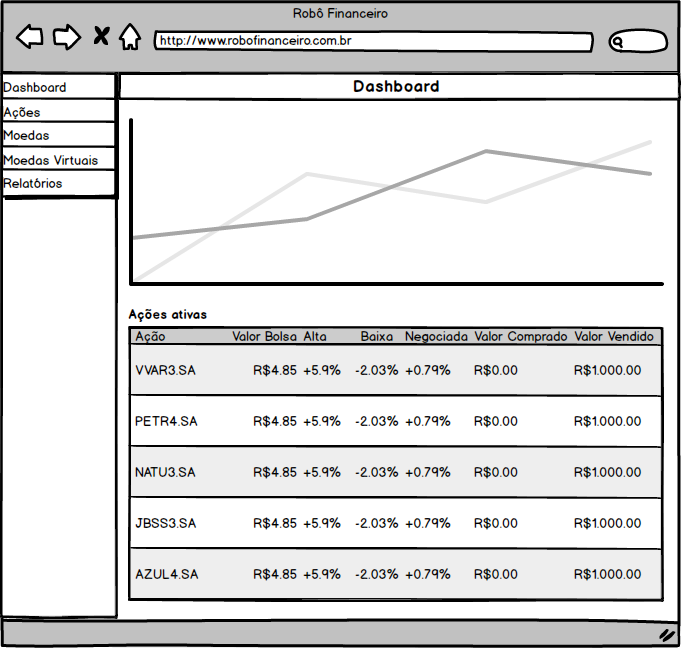 Robô Financeiro
http://www.robofinanceiro.com.br
Dashboard
Ações
Moedas
Moedas Virtuais
Relatórios
Dashboard
Ações ativas
Ação Valor Bolsa Alta Baixa Negociada Valor Comprado Valor Vendido
VVAR3.SA R$4.85 +5.9% -2.03% +0.79% R$0.00 R$1.000.00
PETR4.SA R$4.85 +5.9% -2.03% +0.79% R$0.00 R$1.000.00
NATU3.SA R$4.85 +5.9% -2.03% +0.79% R$0.00 R$1.000.00
JBSS3.SA R$4.85 +5.9% -2.03% +0.79% R$0.00 R$1.000.00
AZUL4.SA R$4.85 +5.9% -2.03% +0.79% R$0.00 R$1.000.00